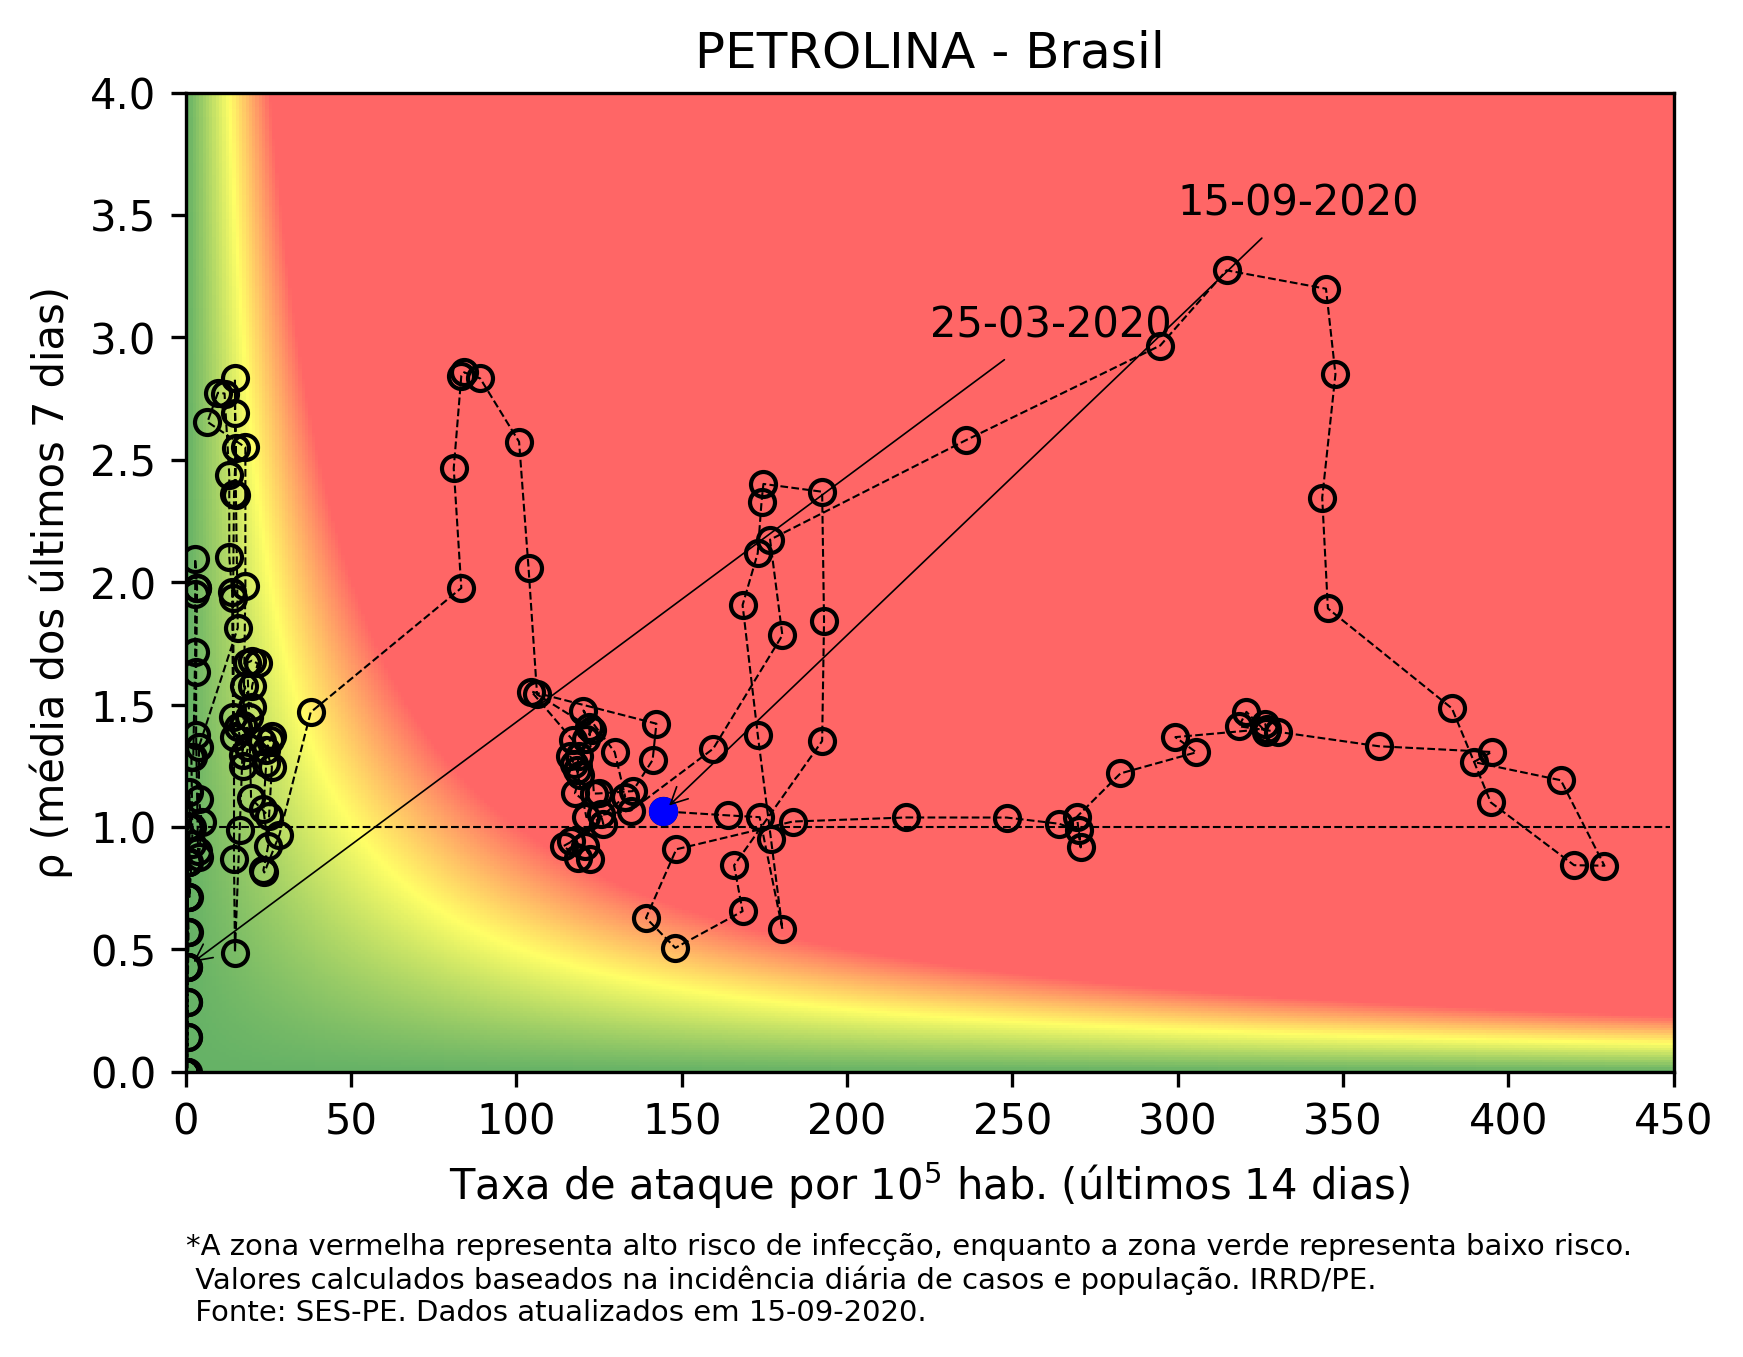 PETROLINA - Brasil
ρ (média dos últimos 7 dias)
4.0
3.5
3.0
2.5
2.0
1.5
1.0
0.5
0.0
15-09-2020
25-03-2020
0 50 100 150 200 250 300 350 400 450
Taxa de ataque por 10⁵ hab. (últimos 14 dias)
*A zona vermelha representa alto risco de infecção, enquanto a zona verde representa baixo risco.
Valores calculados baseados na incidência diária de casos e população. IRRD/PE.
Fonte: SES-PE. Dados atualizados em 15-09-2020.